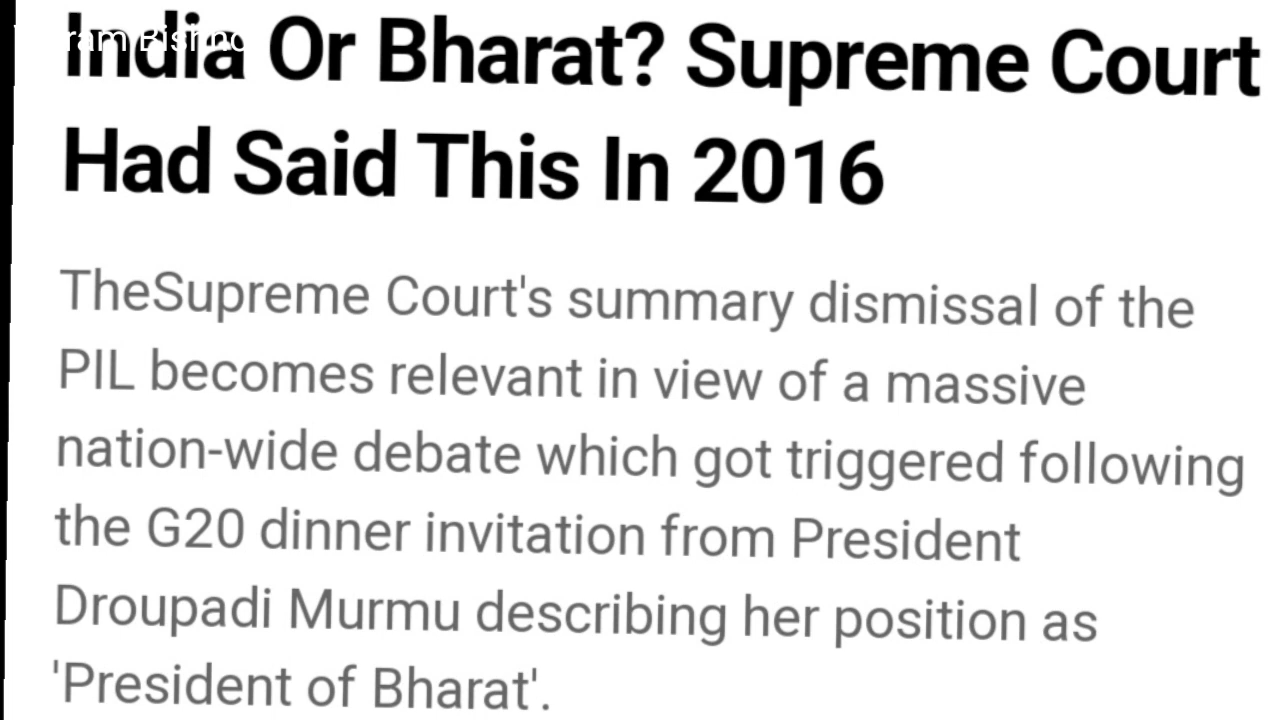 India Or Bharat? Supreme Court
Had Said This In 2016
TheSupreme Court's summary dismissal of the
PIL becomes relevant in view of a massive
nation-wide debate which got triggered following
the G20 dinner invitation from President
Droupadi Murmu describing her position as
'President of Bharat'.